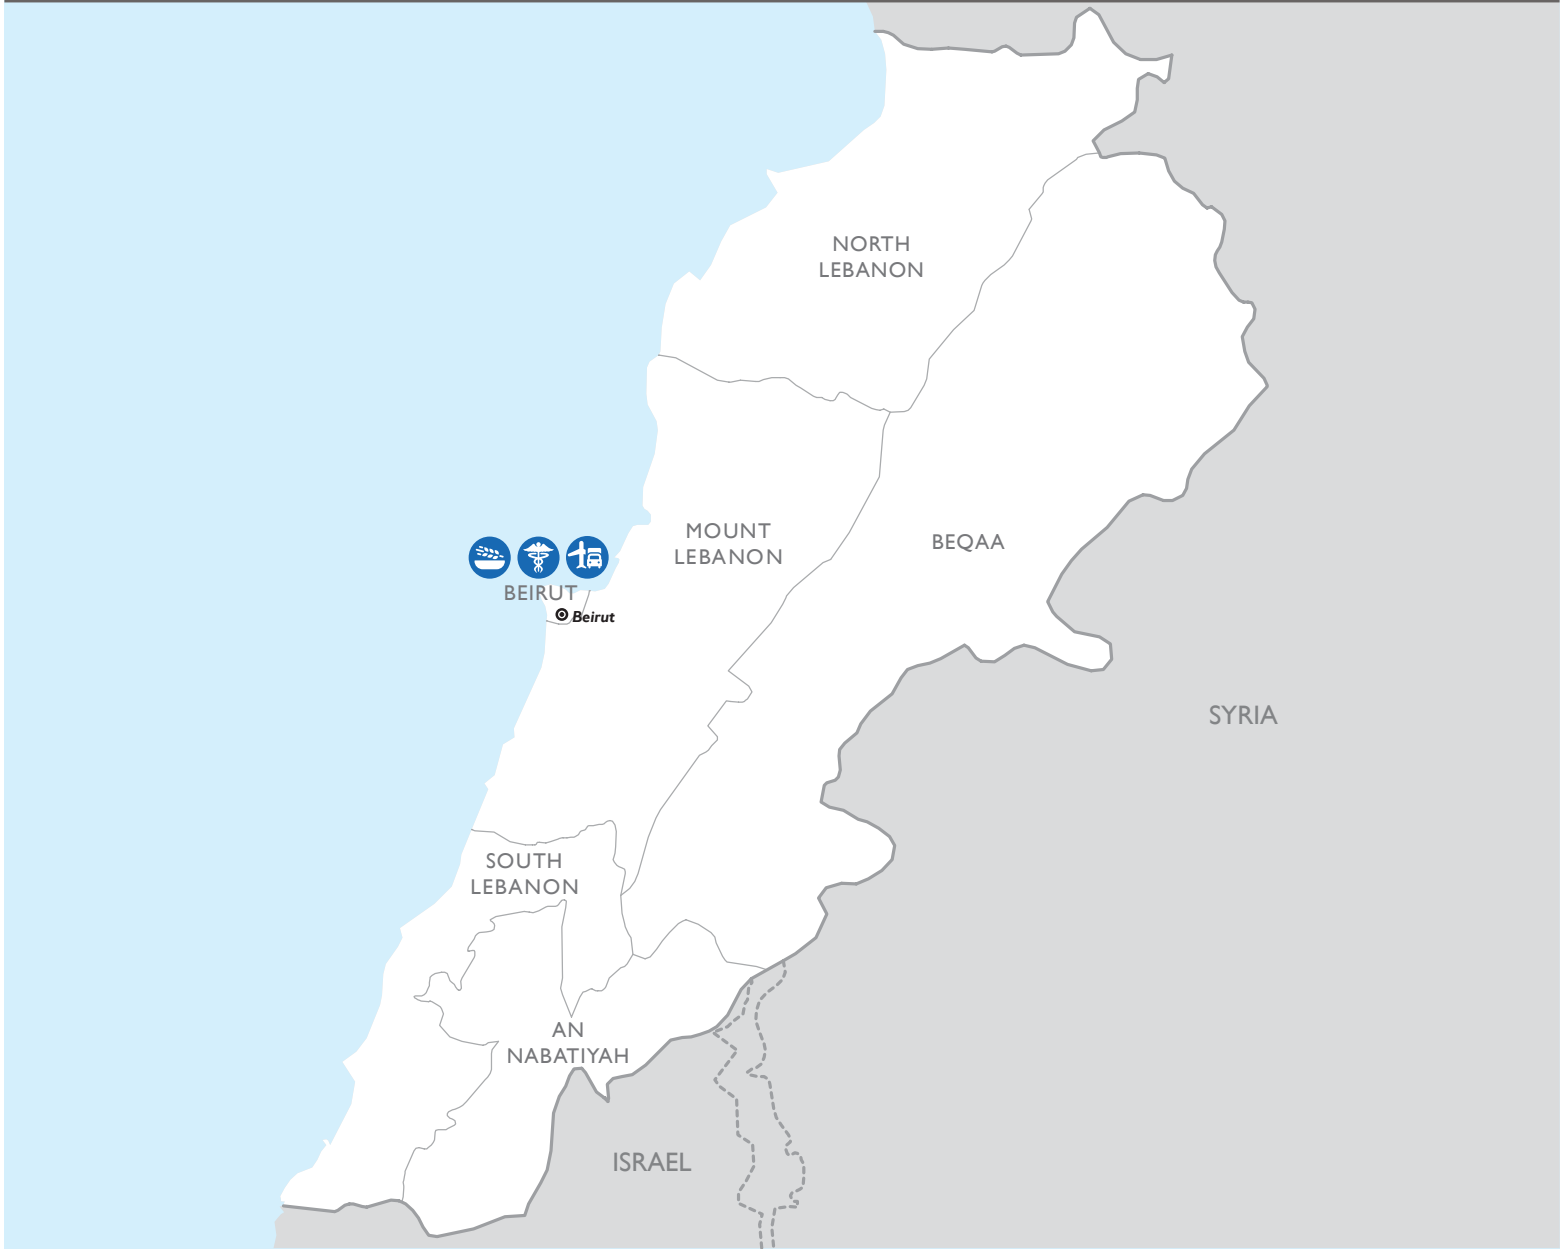 NORTH
LEBANON
MOUNT
LEBANON
BEQAA
BEIRUT
Beirut
SYRIA
SOUTH
LEBANON
AN
NABATIYAH
ISRAEL